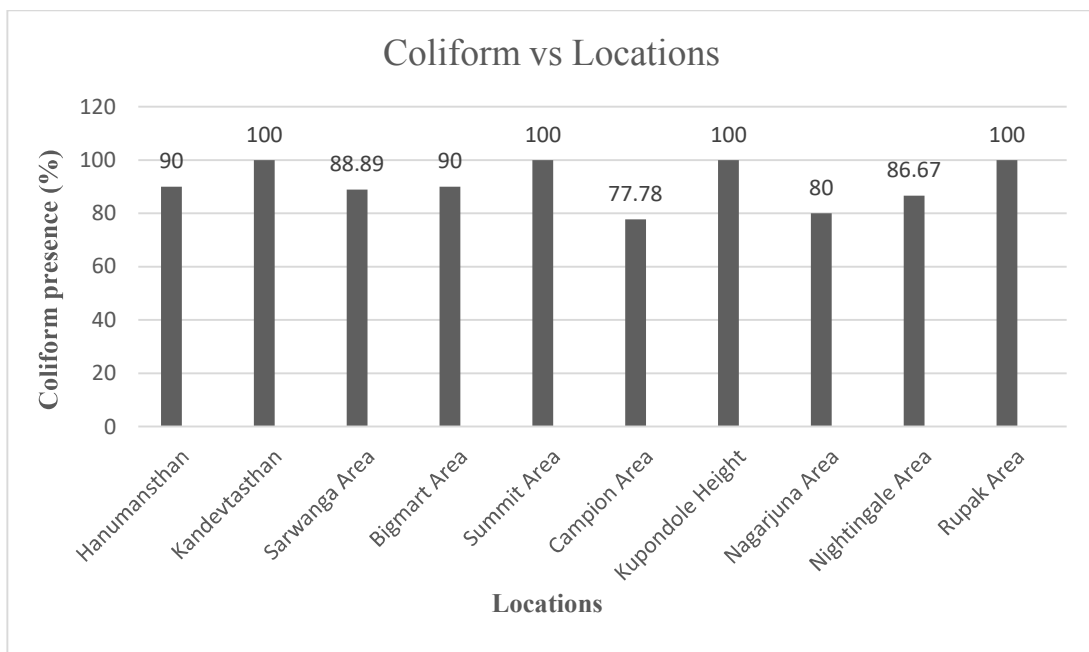 Coliform vs Locations
Coliform presence (%)
120
100
80
60
40
20
0
90
100
88.89
90
100
77.78
100
80
86.67
100
Hanumansthan
Kandevtasthan
Sarwanga Area
Bigmart Area
Summit Area
Campion Area
Kupondole Height
Nagarjuna Area
Nightingale Area
Rupak Area
Locations